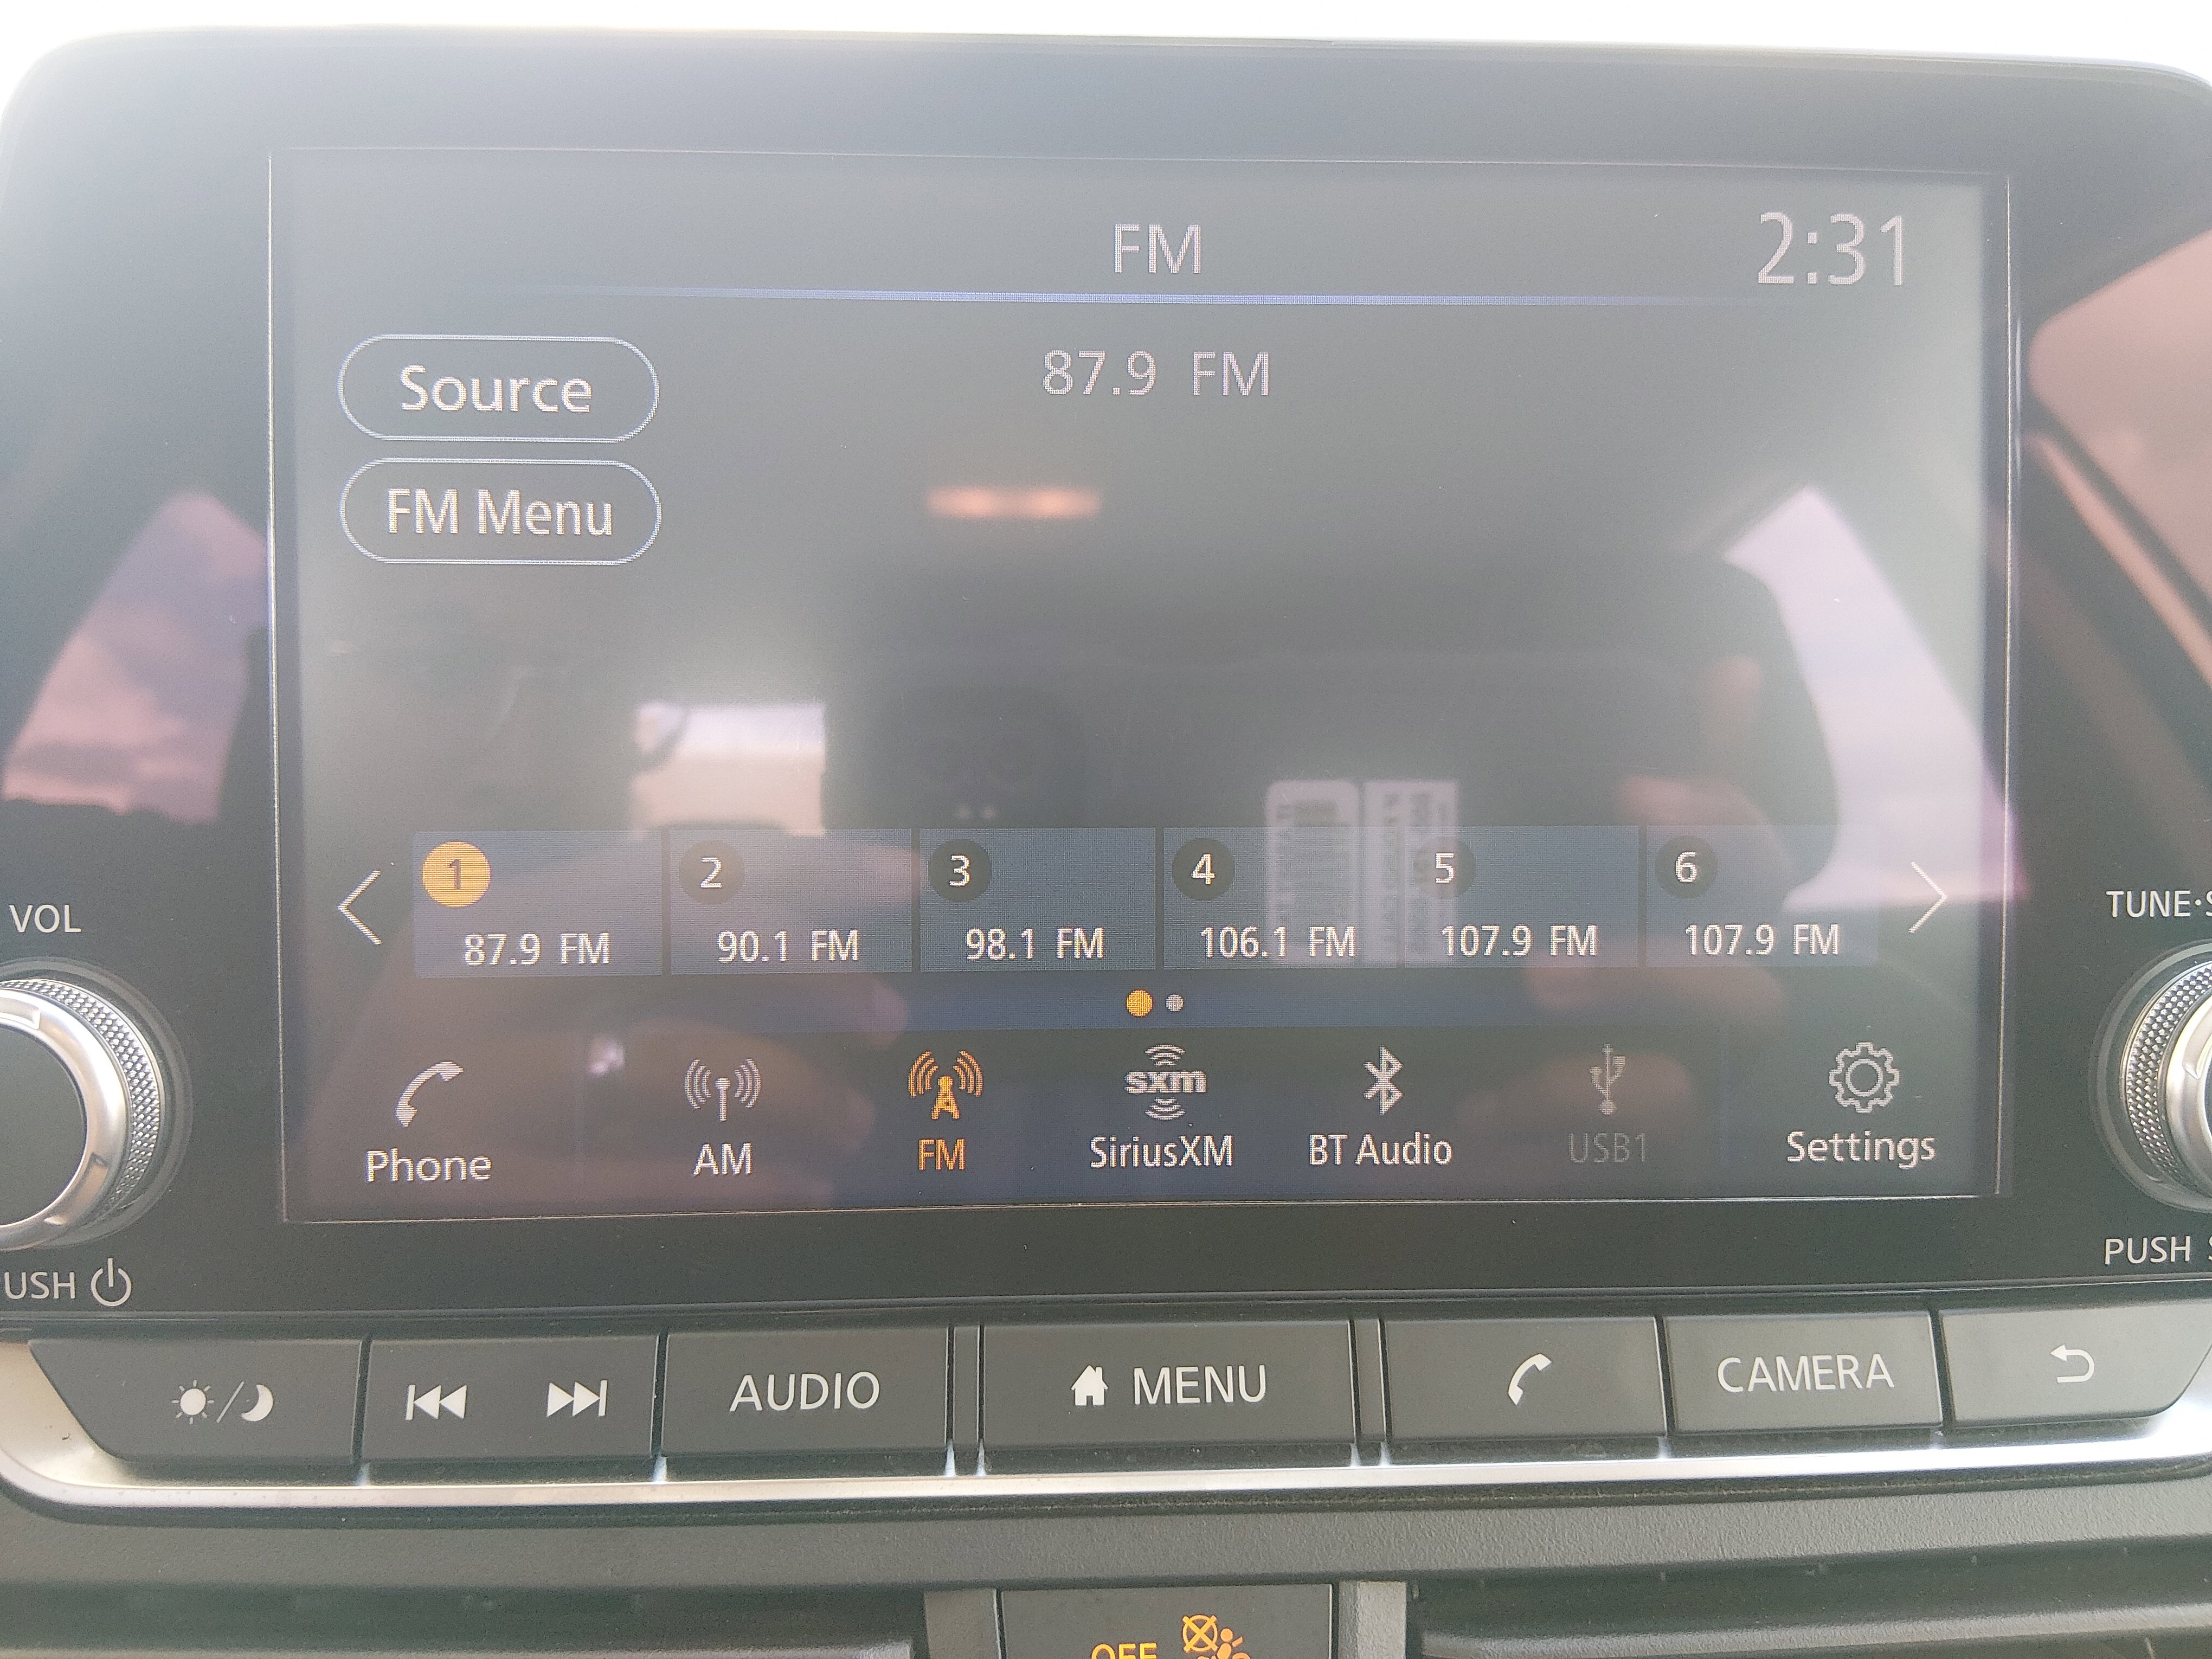 FM
2:31
Source
87.9 FM
FM Menu
1
2
3
4
5
6
87.9 FM
90.1 FM
98.1 FM
106.1 FM
107.9 FM
107.9 FM
VOL
TUNE·S
sxm
Phone
AM
FM
SiriusXM
BT Audio
USB1
Settings
USH
PUSH S
AUDIO
MENU
CAMERA
OFF